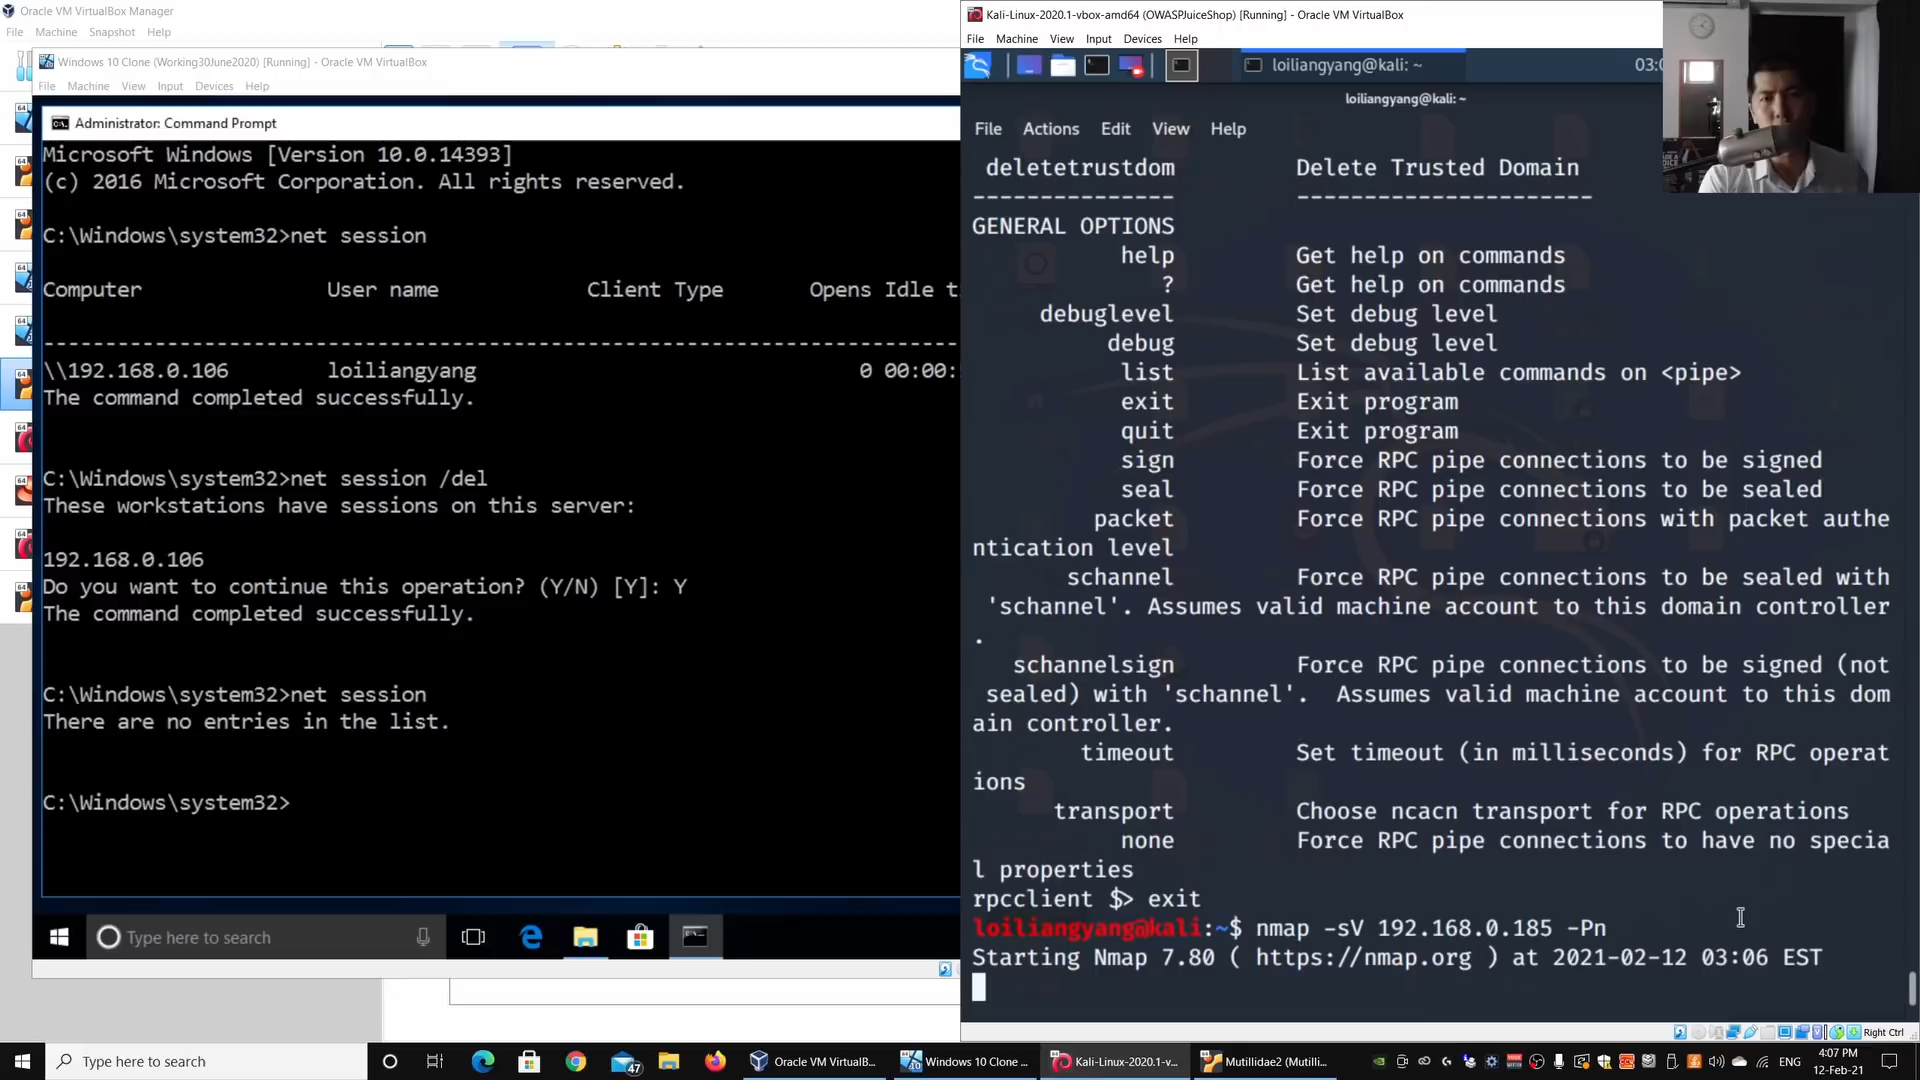 Oracle VM VirtualBox Manager
File Machine Snapshot Help
Windows 10 Clone (Working30June2020) [Running] - Oracle VM VirtualBox
File Machine View Input Devices Help
Administrator: Command Prompt
Microsoft Windows [Version 10.0.14393]
(c) 2016 Microsoft Corporation. All rights reserved.
C:\Windows\system32>net session
Computer User name Client Type Opens Idle t
-------------------------------------------------------------------
\\192.168.0.106 loiliangyang 0 00:00:
The command completed successfully.
C:\Windows\system32>net session /del
These workstations have sessions on this server:
192.168.0.106
Do you want to continue this operation? (Y/N) [Y]: Y
The command completed successfully.
C:\Windows\system32>net session
There are no entries in the list.
C:\Windows\system32>
Type here to search
Kali-Linux-2020.1-vbox-amd64 (OWASPJuiceShop) [Running] - Oracle VM VirtualBox
File Machine View Input Devices Help
loiliangyang@kali: ~ 03:0
loiliangyang@kali: ~
File Actions Edit View Help
deletetrustdom Delete Trusted Domain
--------------- ----------------------
GENERAL OPTIONS
help Get help on commands
? Get help on commands
debuglevel Set debug level
debug Set debug level
list List available commands on <pipe>
exit Exit program
quit Exit program
sign Force RPC pipe connections to be signed
seal Force RPC pipe connections to be sealed
packet Force RPC pipe connections with packet authe
ntication level
schannel Force RPC pipe connections to be sealed with
'schannel'. Assumes valid machine account to this domain controller
.
schannelsign Force RPC pipe connections to be signed (not
sealed) with 'schannel'.  Assumes valid machine account to this dom
ain controller.
timeout Set timeout (in milliseconds) for RPC operat
ions
transport Choose ncacn transport for RPC operations
none Force RPC pipe connections to have no specia
l properties
rpcclient $> exit
loiliangyang@kali:~$ nmap -sV 192.168.0.185 -Pn
Starting Nmap 7.80 ( https://nmap.org ) at 2021-02-12 03:06 EST
Right Ctrl
Type here to search
47
Oracle VM VirtualB...
Windows 10 Clone ...
Kali-Linux-2020.1-v...
Mutillidae2 (Mutilli...
ENG
4:07 PM
12-Feb-21